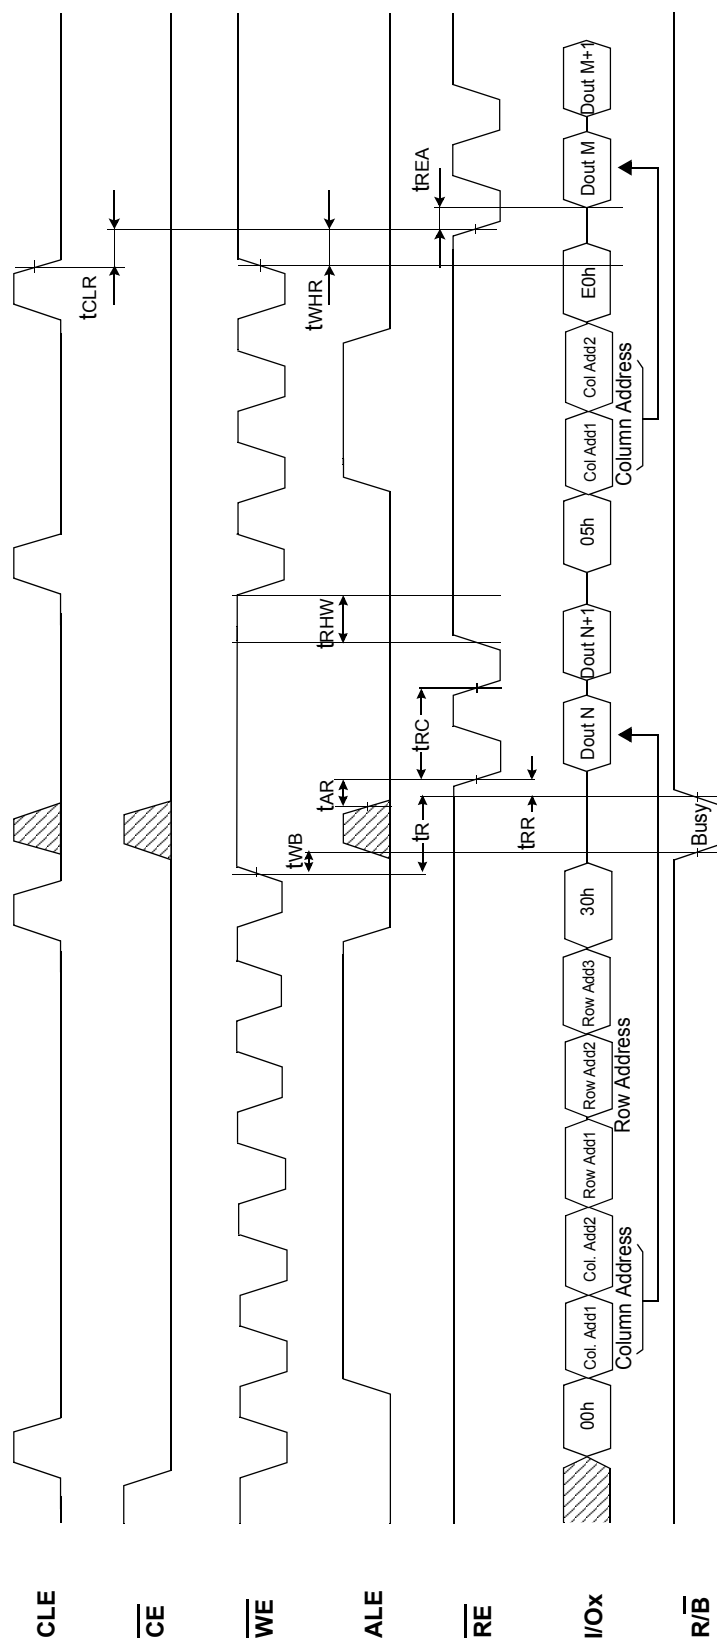 CLE
tCLR
CE
WE
tWB
tWHR
ALE
tR
tAR
tRC
tRHW
tREA
RE
tRR
I/Ox
00h
Col. Add1
Col. Add2
Row Add1
Row Add2
Row Add3
30h
Dout N
Dout N+1
05h
Col Add1
Col Add2
E0h
Dout M
Dout M+1
Column Address
Row Address
Column Address
R/B
Busy